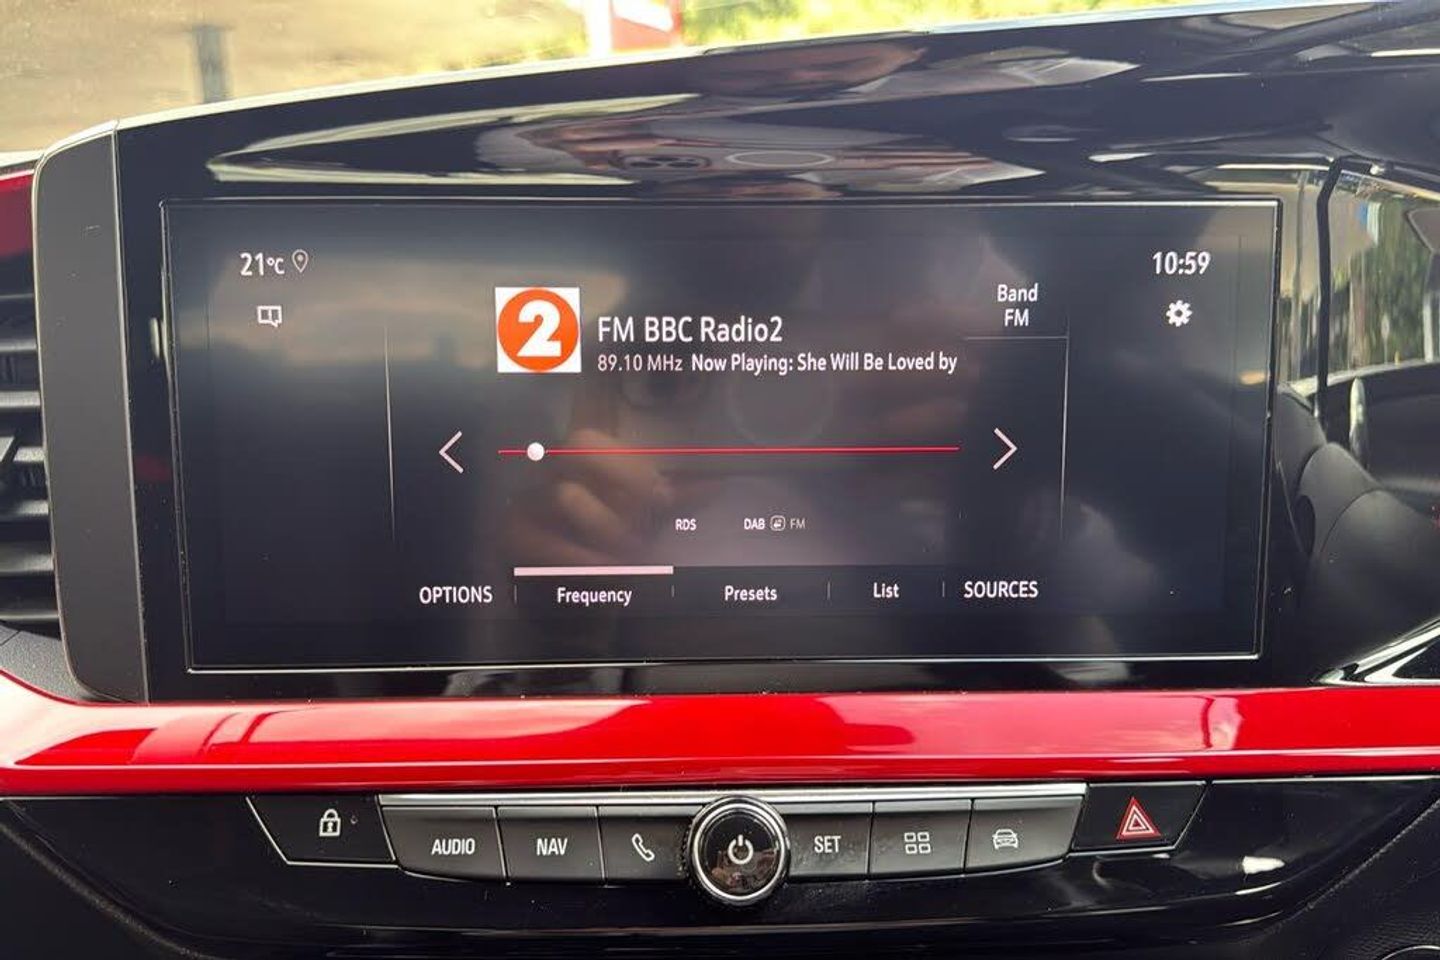 21°C
10:59
2
FM BBC Radio2
89.10 MHz Now Playing: She Will Be Loved by
Band
FM
RDS DAB FM
OPTIONS Frequency Presets List SOURCES
AUDIO NAV SET